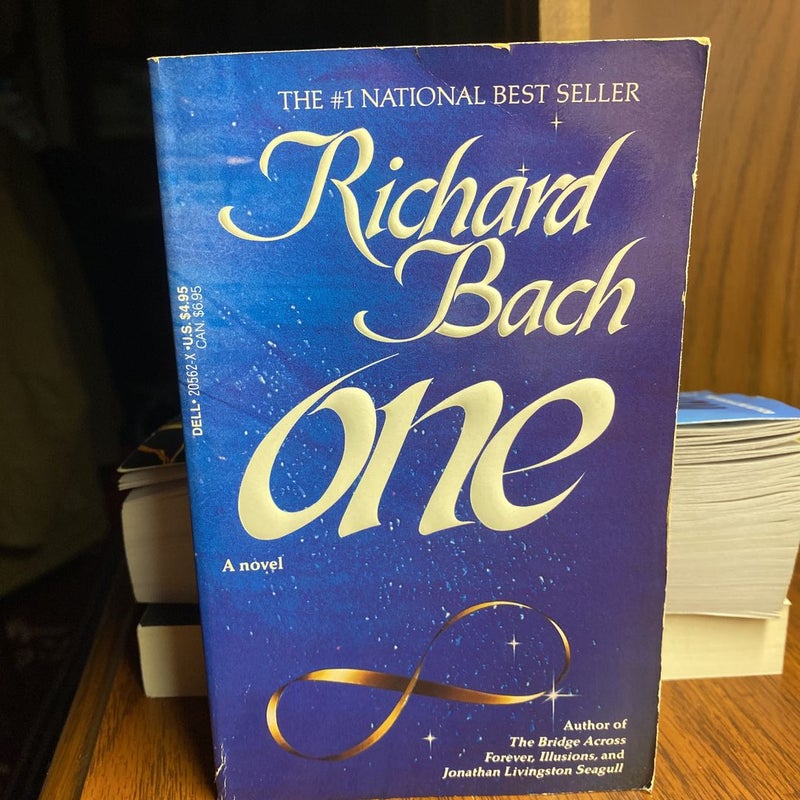 THE #1 NATIONAL BEST SELLER
Richard
Bach
one
A novel
DELL • 20562-X • U.S. $4.95
CAN. $6.95
Author of
The Bridge Across
Forever, Illusions, and
Jonathan Livingston Seagull